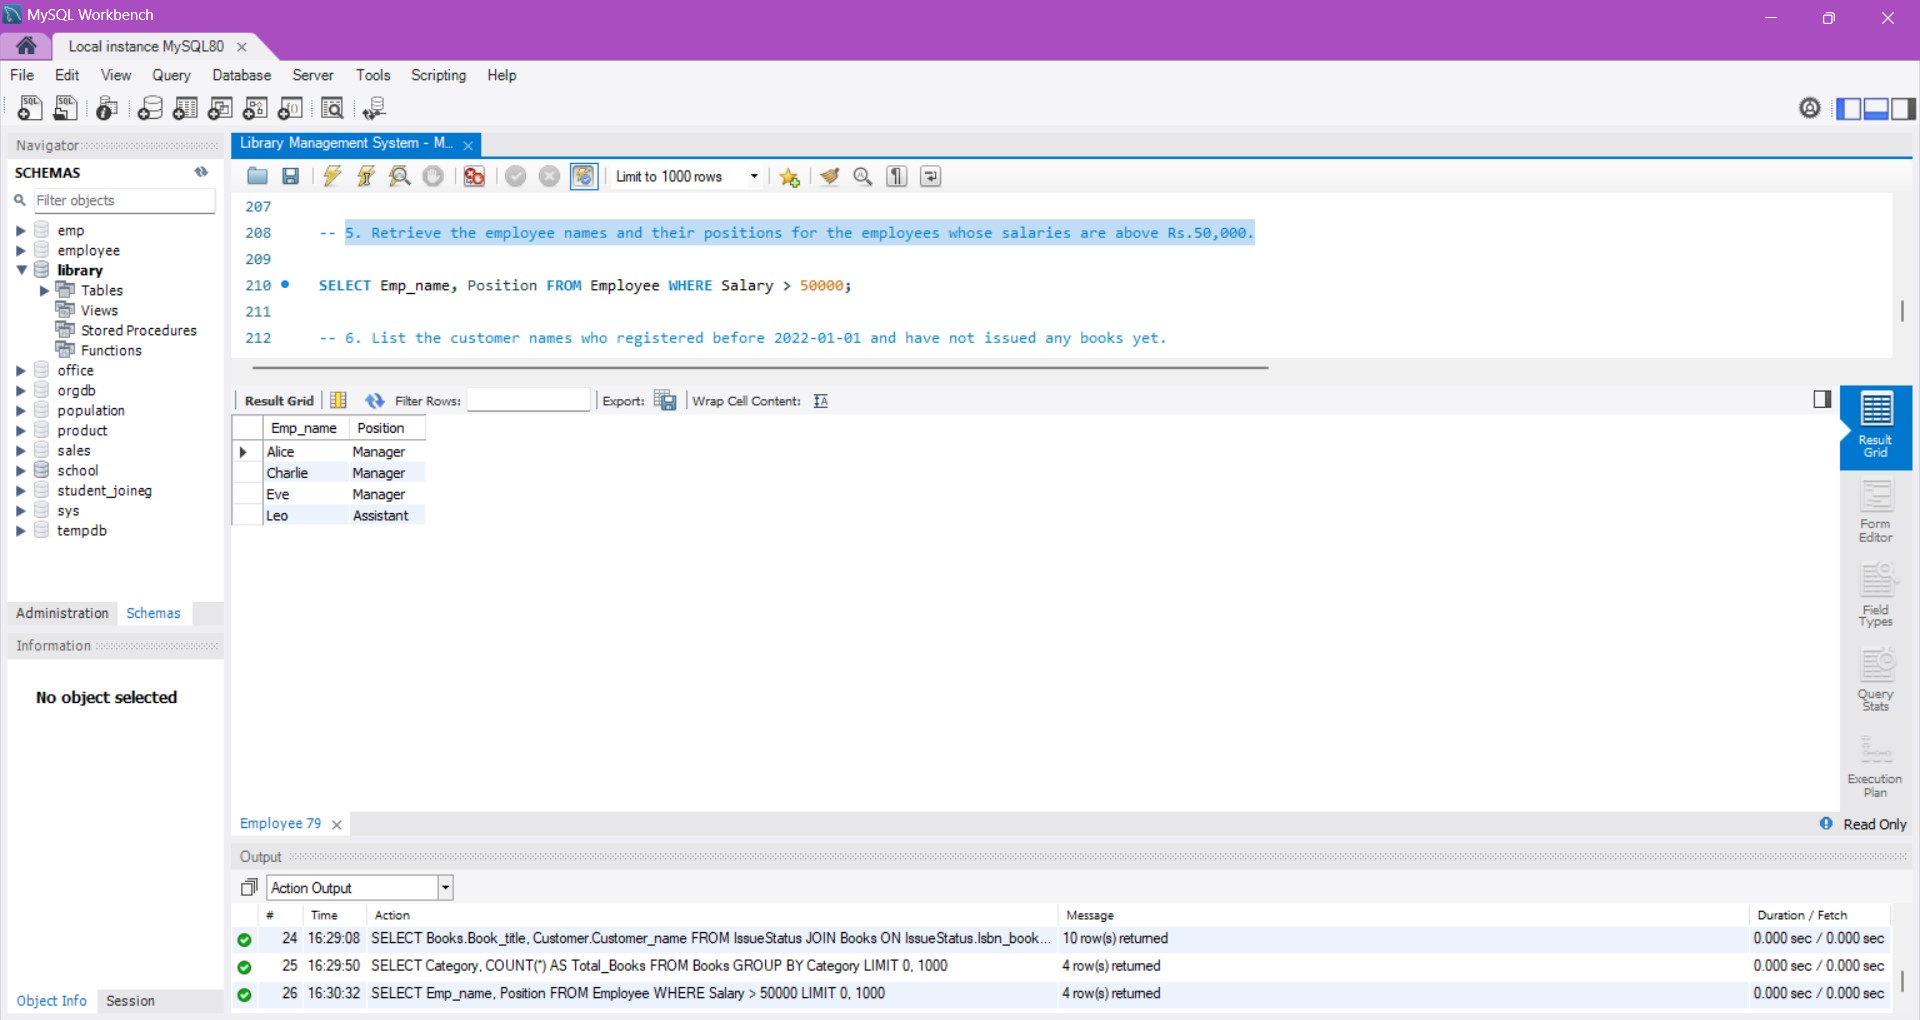 MySQL Workbench
Local instance MySQL80
File Edit View Query Database Server Tools Scripting Help
Navigator
SCHEMAS
Filter objects
emp
employee
library
Tables
Views
Stored Procedures
Functions
office
orgdb
population
product
sales
school
student_joineg
sys
tempdb
Administration Schemas
Information
No object selected
Object Info Session
Library Management System - M...
Limit to 1000 rows
207
208 -- 5. Retrieve the employee names and their positions for the employees whose salaries are above Rs.50,000.
209
210 SELECT Emp_name, Position FROM Employee WHERE Salary > 50000;
211
212 -- 6. List the customer names who registered before 2022-01-01 and have not issued any books yet.
Result Grid Filter Rows: Export: Wrap Cell Content:
Emp_name Position
Alice Manager
Charlie Manager
Eve Manager
Leo Assistant
Result
Grid
Form
Editor
Field
Types
Query
Stats
Execution
Plan
Employee 79
Read Only
Output
Action Output
# Time Action Message Duration / Fetch
24 16:29:08 SELECT Books.Book_title, Customer.Customer_name FROM IssueStatus JOIN Books ON IssueStatus.Isbn_book... 10 row(s) returned 0.000 sec / 0.000 sec
25 16:29:50 SELECT Category, COUNT(*) AS Total_Books FROM Books GROUP BY Category LIMIT 0, 1000 4 row(s) returned 0.000 sec / 0.000 sec
26 16:30:32 SELECT Emp_name, Position FROM Employee WHERE Salary > 50000 LIMIT 0, 1000 4 row(s) returned 0.000 sec / 0.000 sec